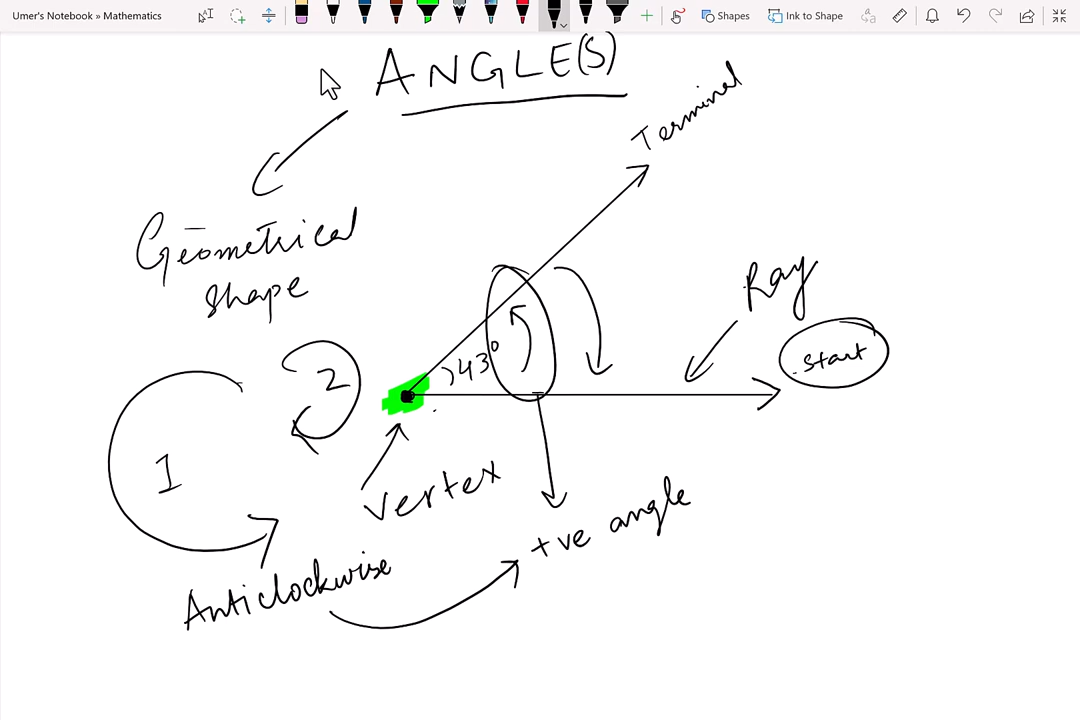 Umer's Notebook » Mathematics
Shapes
Ink to Shape
ANGLE(S)
Terminal
Geometrical
shape
Ray
Start
43°
2
1
Vertex
+ve angle
Anticlockwise